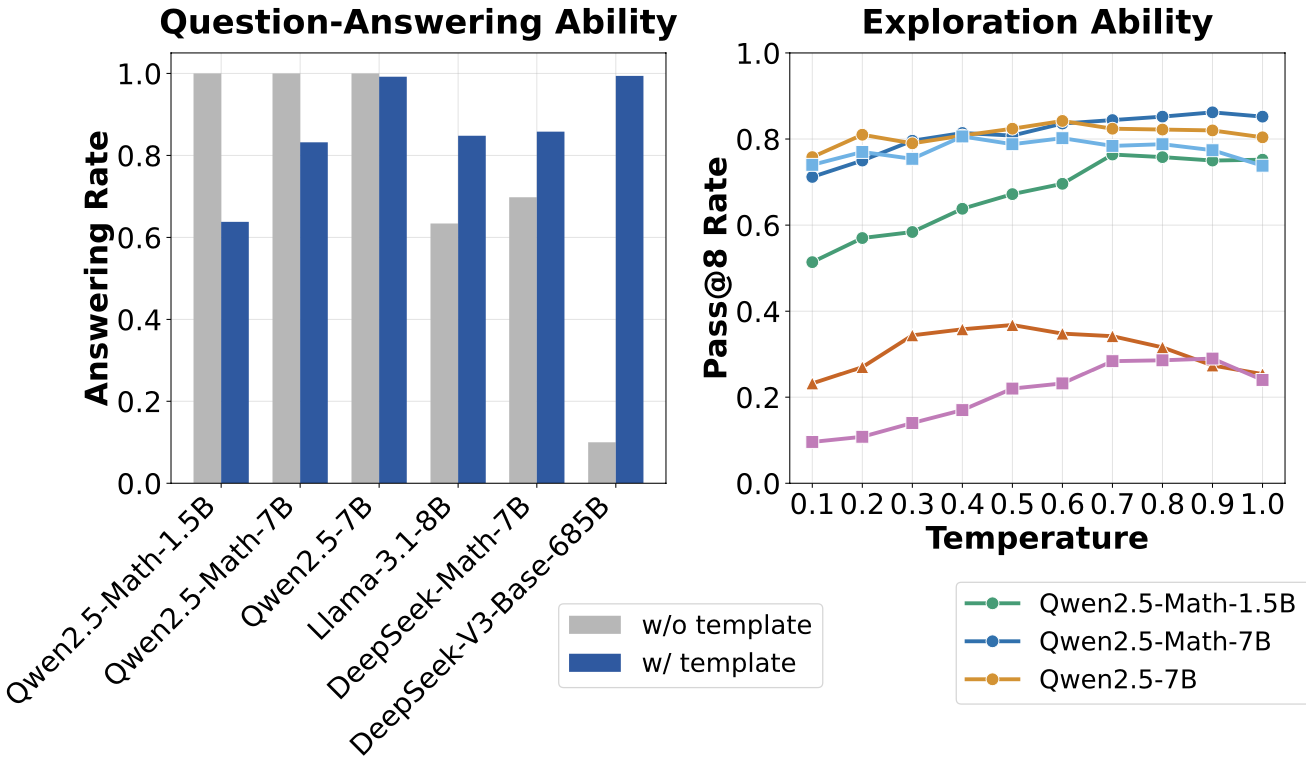 Question-Answering Ability
Answering Rate
1.0
0.8
0.6
0.4
0.2
0.0
Qwen2.5-Math-1.5B
Qwen2.5-Math-7B
Qwen2.5-7B
Llama-3.1-8B
DeepSeek-Math-7B
DeepSeek-V3-Base-685B
w/o template
w/ template
Exploration Ability
Pass@8 Rate
1.0
0.8
0.6
0.4
0.2
0.0
0.1 0.2 0.3 0.4 0.5 0.6 0.7 0.8 0.9 1.0
Temperature
Qwen2.5-Math-1.5B
Qwen2.5-Math-7B
Qwen2.5-7B